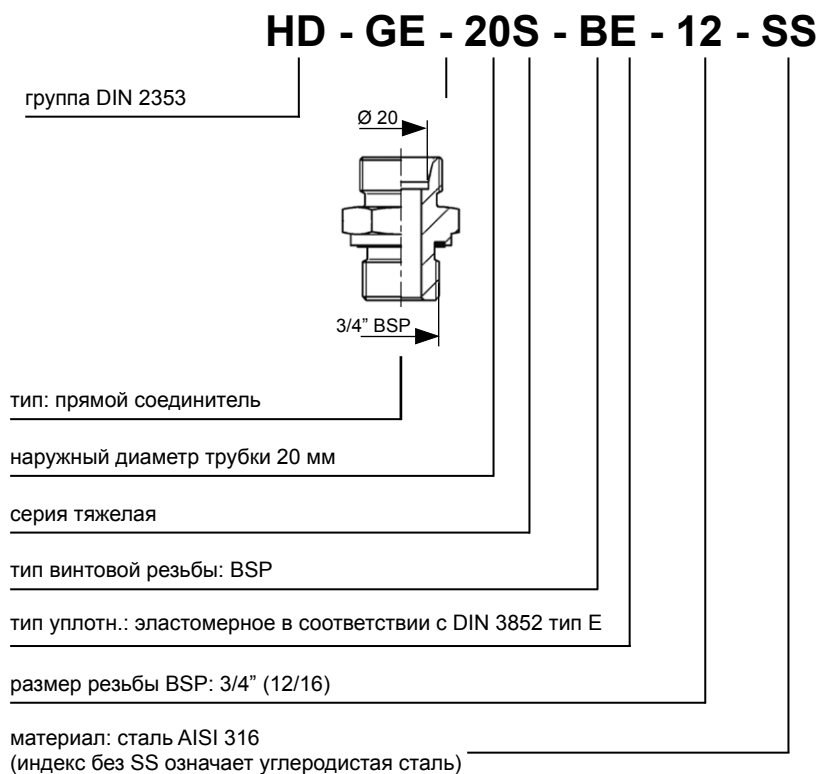 HD - GE - 20S - BE - 12 - SS
группа DIN 2353
Ø 20
3/4” BSP
тип: прямой соединитель
наружный диаметр трубки 20 мм
серия тяжелая
тип винтовой резьбы: BSP
тип уплотн.: эластомерное в соответствии с DIN 3852 тип E
размер резьбы BSP: 3/4” (12/16)
материал: сталь AISI 316
(индекс без SS означает углеродистая сталь)